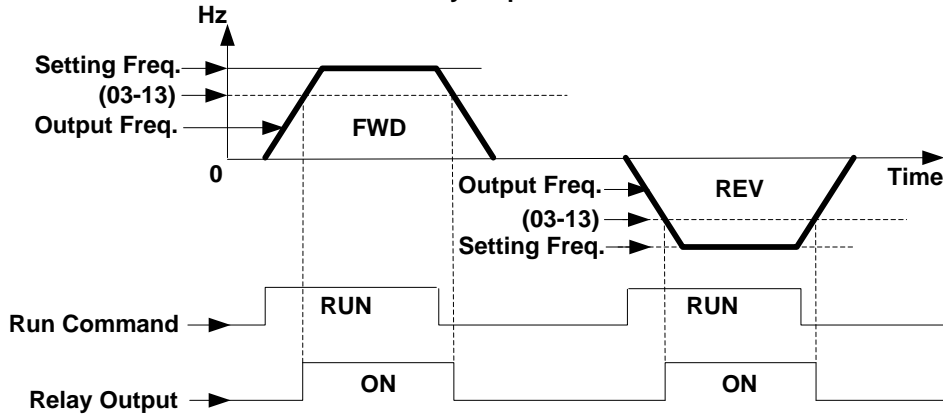 Hz
Setting Freq.
(03-13)
Output Freq.
FWD
0
Time
Output Freq.
REV
(03-13)
Setting Freq.
Run Command
RUN
RUN
Relay Output
ON
ON